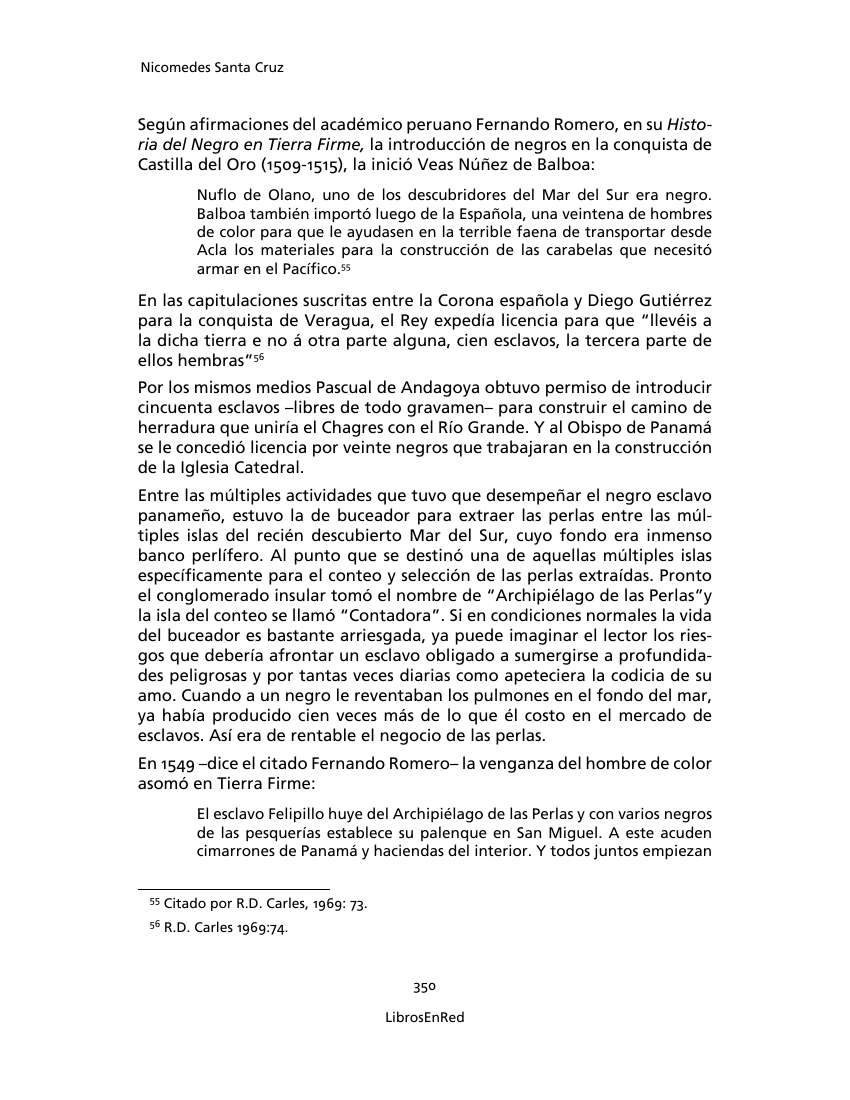 Nicomedes Santa Cruz
Según afirmaciones del académico peruano Fernando Romero, en su Histo-
ria del Negro en Tierra Firme, la introducción de negros en la conquista de
Castilla del Oro (1509-1515), la inició Veas Núñez de Balboa:
Nuflo de Olano, uno de los descubridores del Mar del Sur era negro.
Balboa también importó luego de la Española, una veintena de hombres
de color para que le ayudasen en la terrible faena de transportar desde
Acla los materiales para la construcción de las carabelas que necesitó
armar en el Pacífico.55
En las capitulaciones suscritas entre la Corona española y Diego Gutiérrez
para la conquista de Veragua, el Rey expedía licencia para que “llevéis a
la dicha tierra e no á otra parte alguna, cien esclavos, la tercera parte de
ellos hembras”56
Por los mismos medios Pascual de Andagoya obtuvo permiso de introducir
cincuenta esclavos –libres de todo gravamen– para construir el camino de
herradura que uniría el Chagres con el Río Grande. Y al Obispo de Panamá
se le concedió licencia por veinte negros que trabajaran en la construcción
de la Iglesia Catedral.
Entre las múltiples actividades que tuvo que desempeñar el negro esclavo
panameño, estuvo la de buceador para extraer las perlas entre las múl-
tiples islas del recién descubierto Mar del Sur, cuyo fondo era inmenso
banco perlífero. Al punto que se destinó una de aquellas múltiples islas
específicamente para el conteo y selección de las perlas extraídas. Pronto
el conglomerado insular tomó el nombre de “Archipiélago de las Perlas”y
la isla del conteo se llamó “Contadora”. Si en condiciones normales la vida
del buceador es bastante arriesgada, ya puede imaginar el lector los ries-
gos que debería afrontar un esclavo obligado a sumergirse a profundida-
des peligrosas y por tantas veces diarias como apeteciera la codicia de su
amo. Cuando a un negro le reventaban los pulmones en el fondo del mar,
ya había producido cien veces más de lo que él costo en el mercado de
esclavos. Así era de rentable el negocio de las perlas.
En 1549 –dice el citado Fernando Romero– la venganza del hombre de color
asomó en Tierra Firme:
El esclavo Felipillo huye del Archipiélago de las Perlas y con varios negros
de las pesquerías establece su palenque en San Miguel. A este acuden
cimarrones de Panamá y haciendas del interior. Y todos juntos empiezan
55 Citado por R.D. Carles, 1969: 73.
56 R.D. Carles 1969:74.
350
LibrosEnRed